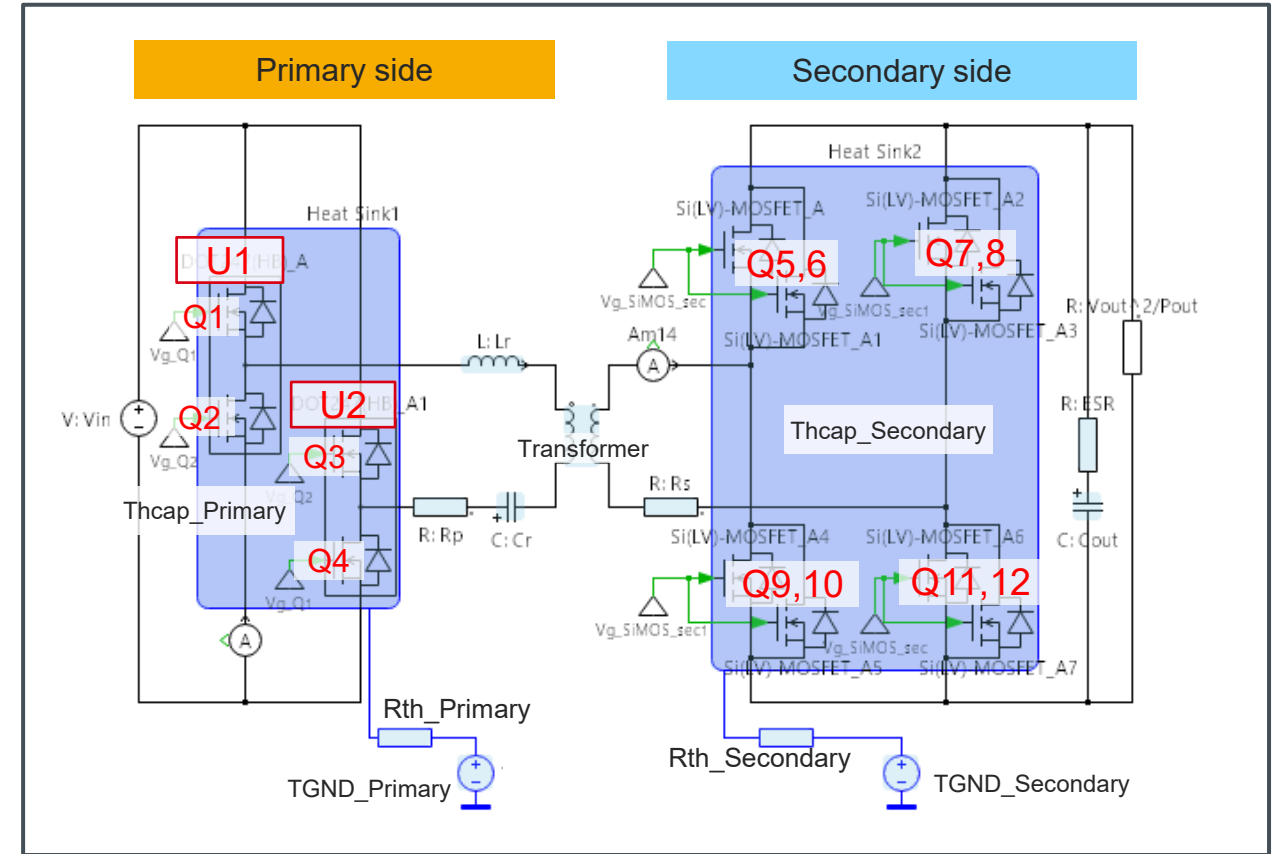 Primary side
Secondary side
Heat Sink1
Heat Sink2
U1
Q1
Vg_Q1
Q2
Vg_Q2
V: Vin
U2
Q3
Q4
Vg_Q1
Thcap_Primary
L: Lr
R: Rp
C: Cr
Transformer
Am14
A
A
R: Rs
Si(LV)-MOSFET_A
Si(LV)-MOSFET_A2
Q5,6
Q7,8
Vg_SiMOS_sec
Vg_SiMOS_sec1
Si(LV)-MOSFET_A1
Si(LV)-MOSFET_A3
R: Vout^2/Pout
R: ESR
C: Cout
Thcap_Secondary
Si(LV)-MOSFET_A4
Si(LV)-MOSFET_A6
Q9,10
Q11,12
Vg_SiMOS_sec1
Vg_SiMOS_sec
Si(LV)-MOSFET_A5
Si(LV)-MOSFET_A7
Rth_Primary
TGND_Primary
Rth_Secondary
TGND_Secondary